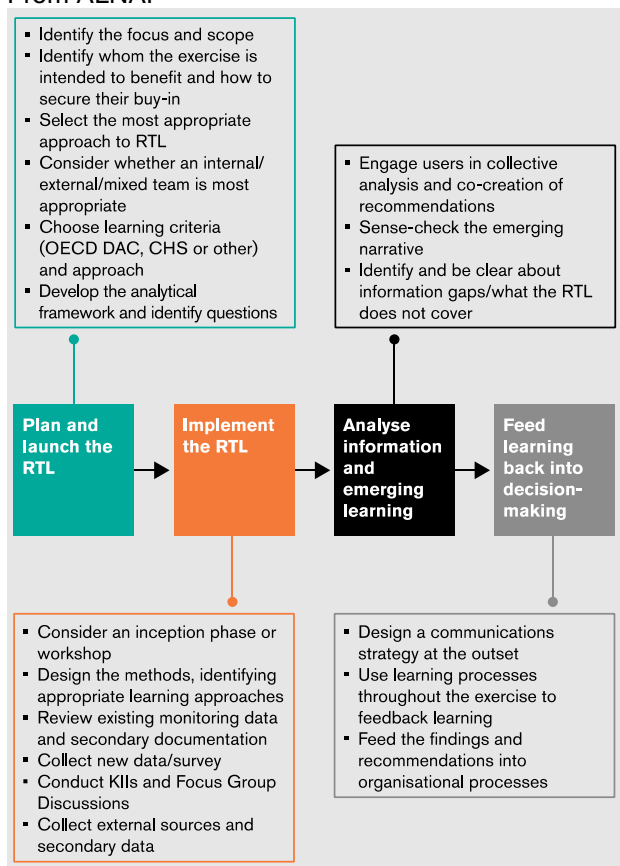 From ALNAP
▪ Identify the focus and scope
▪ Identify whom the exercise is
intended to benefit and how to
secure their buy-in
▪ Select the most appropriate
approach to RTL
▪ Consider whether an internal/
external/mixed team is most
appropriate
▪ Choose learning criteria
(OECD DAC, CHS or other)
and approach
▪ Develop the analytical
framework and identify questions
▪ Engage users in collective
analysis and co-creation of
recommendations
▪ Sense-check the emerging
narrative
▪ Identify and be clear about
information gaps/what the RTL
does not cover
Plan and
launch the
RTL
Implement
the RTL
Analyse
information
and
emerging
learning
Feed
learning
back into
decision-
making
▪ Consider an inception phase or
workshop
▪ Design the methods, identifying
appropriate learning approaches
▪ Review existing monitoring data
and secondary documentation
▪ Collect new data/survey
▪ Conduct KIIs and Focus Group
Discussions
▪ Collect external sources and
secondary data
▪ Design a communications
strategy at the outset
▪ Use learning processes
throughout the exercise to
feedback learning
▪ Feed the findings and
recommendations into
organisational processes